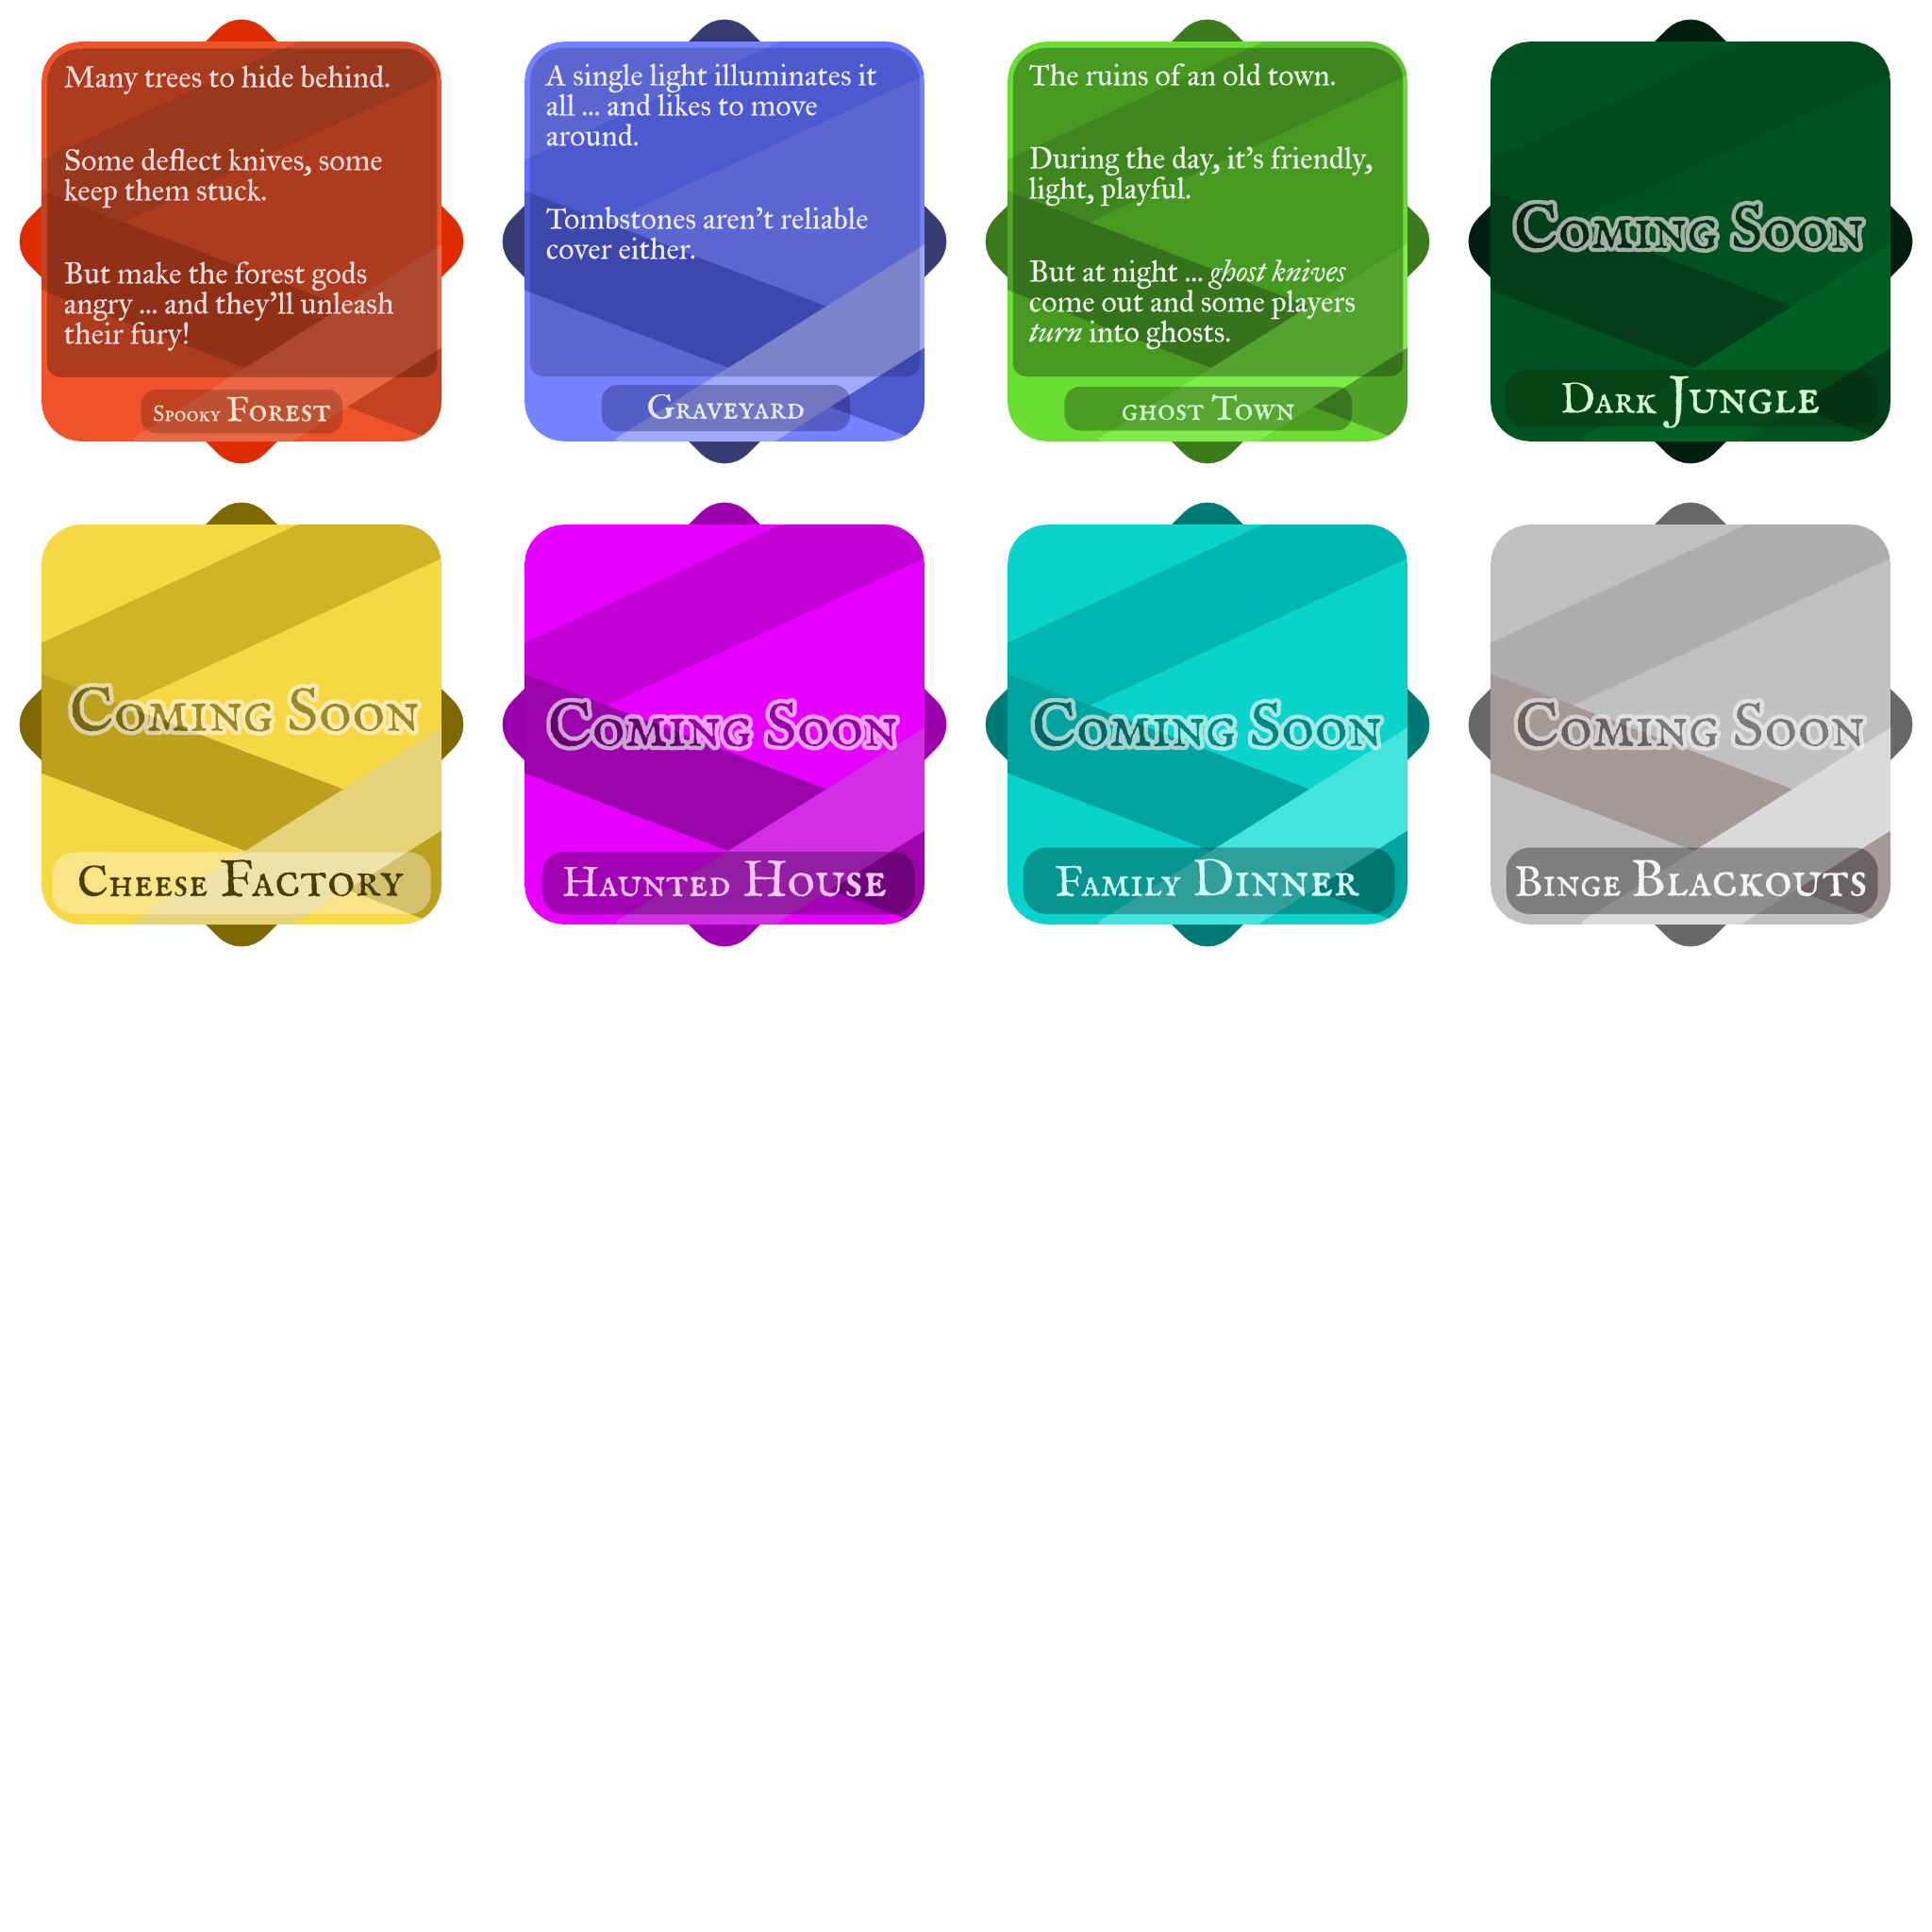 Many trees to hide behind.
Some deflect knives, some
keep them stuck.
But make the forest gods
angry ... and they'll unleash
their fury!
Spooky Forest
A single light illuminates it
all ... and likes to move
around.
Tombstones aren't reliable
cover either.
Graveyard
The ruins of an old town.
During the day, it's friendly,
light, playful.
But at night ... ghost knives
come out and some players
turn into ghosts.
ghost Town
Coming Soon
Dark Jungle
Coming Soon
Cheese Factory
Coming Soon
Haunted House
Coming Soon
Family Dinner
Coming Soon
Binge Blackouts